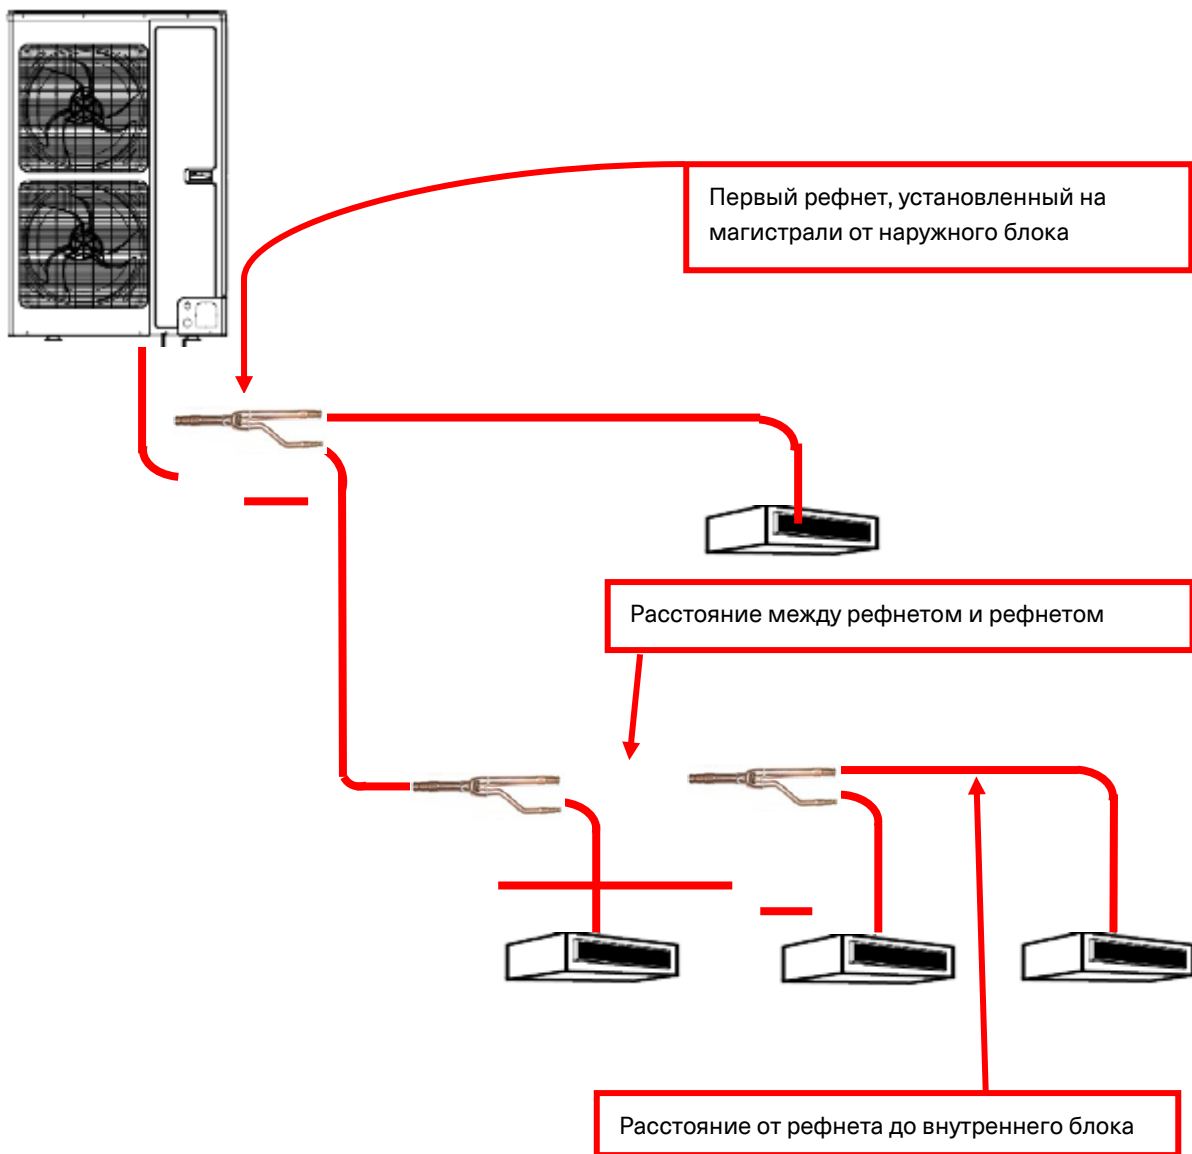 Первый рефнет, установленный на
магистрали от наружного блока
Расстояние между рефнетом и рефнетом
Расстояние от рефнета до внутреннего блока